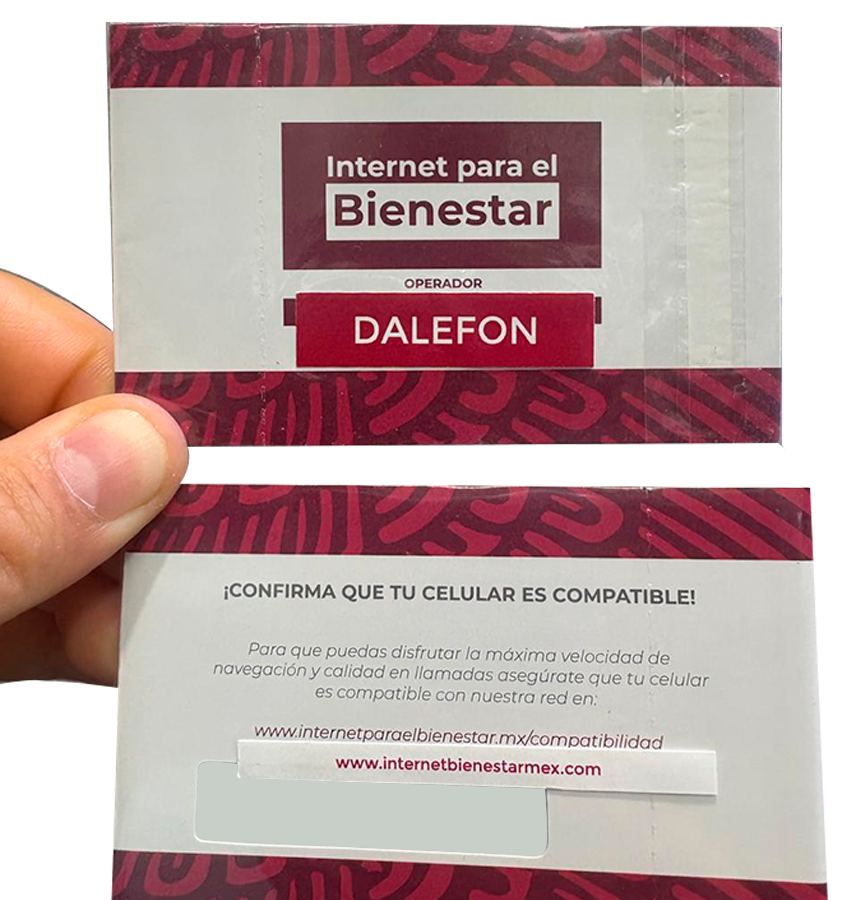 Internet para el
Bienestar
OPERADOR
DALEFON
¡CONFIRMA QUE TU CELULAR ES COMPATIBLE!
Para que puedas disfrutar la máxima velocidad de
navegación y calidad en llamadas asegúrate que tu celular
es compatible con nuestra red en:
www.internetparaelbienestar.mx/compatibilidad
www.internetbienestarmex.com